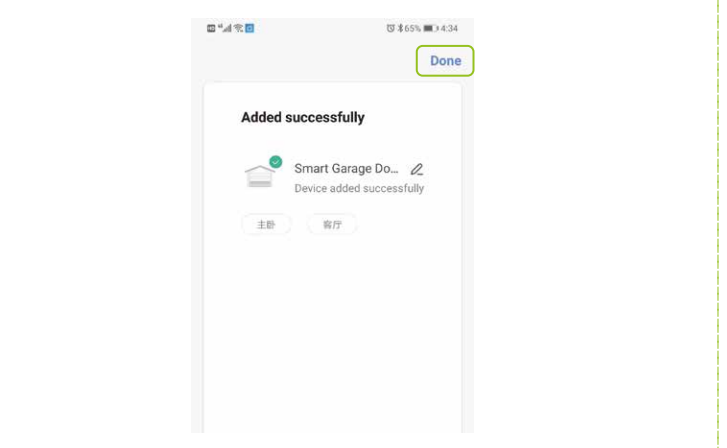 65% 4:34
Done
Added successfully
Smart Garage Do...
Device added successfully
主卧 客厅